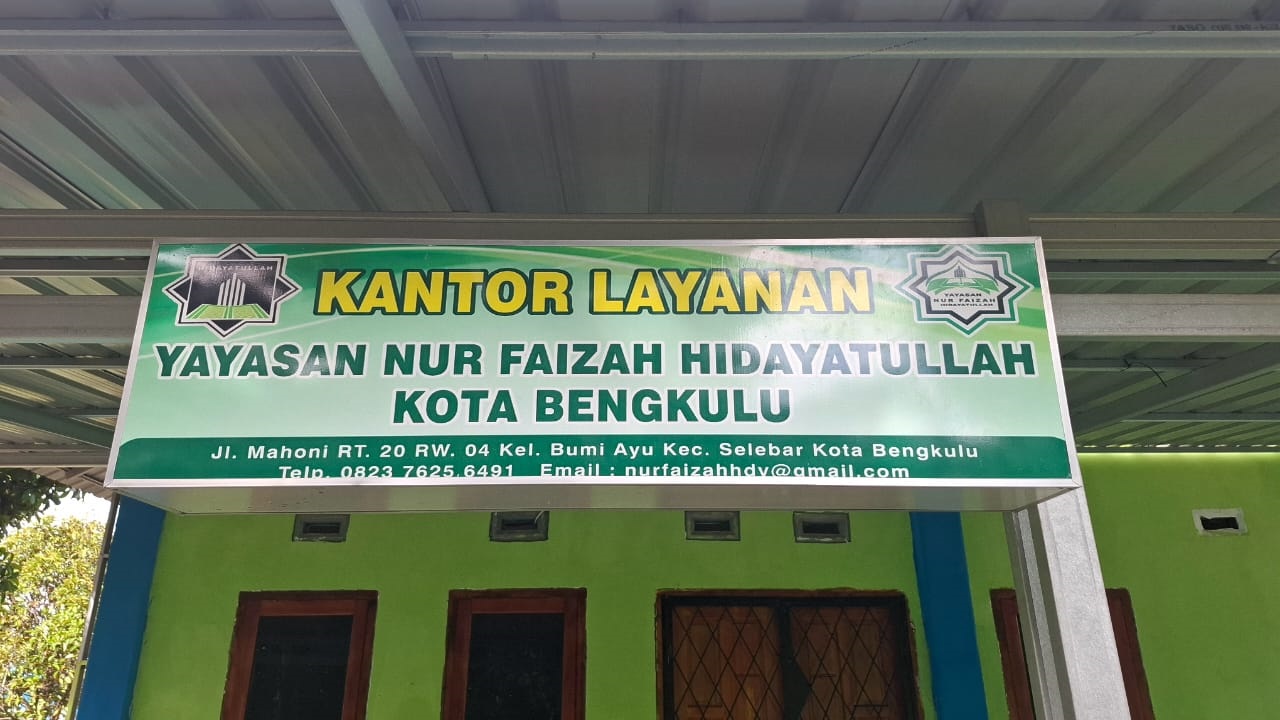 HIDAYATULLAH
KANTOR LAYANAN
YAYASAN
NUR FAIZAH
HIDAYATULLAH
YAYASAN NUR FAIZAH HIDAYATULLAH
KOTA BENGKULU
Jl. Mahoni RT. 20 RW. 04 Kel. Bumi Ayu Kec. Selebar Kota Bengkulu
Telp. 0823 7625.6491 Email : nurfaizahhdy@gmail.com